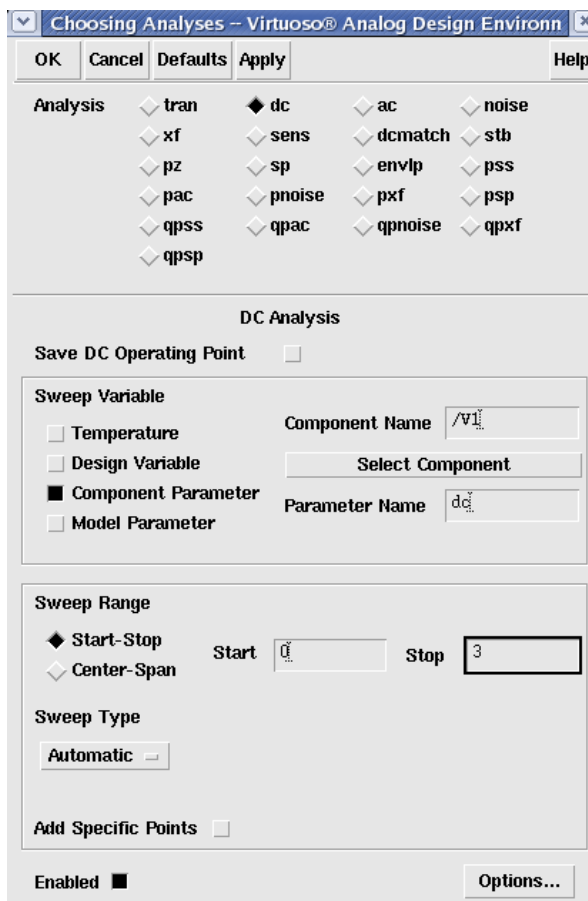 Choosing Analyses -- Virtuoso® Analog Design Environn
OK Cancel Defaults Apply Help
Analysis tran dc ac noise
xf sens dcmatch stb
pz sp envlp pss
pac pnoise pxf psp
qpss qpac qpnoise qpxf
qpsp
DC Analysis
Save DC Operating Point
Sweep Variable
Temperature
Design Variable
Component Parameter
Model Parameter
Component Name /V1
Select Component
Parameter Name dc
Sweep Range
Start-Stop
Center-Span
Start 0 Stop 3
Sweep Type
Automatic
Add Specific Points
Enabled Options...